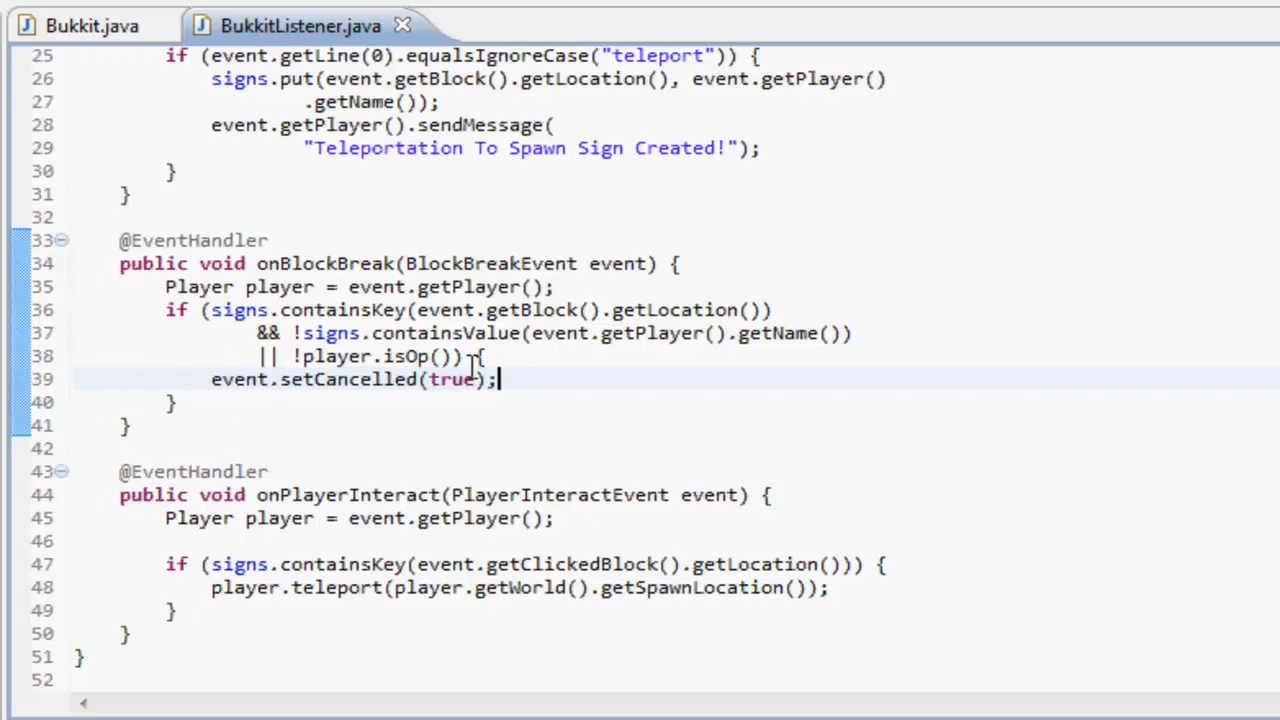 Bukkit.java BukkitListener.java
25 if (event.getLine(0).equalsIgnoreCase("teleport")) {
26 signs.put(event.getBlock().getLocation(), event.getPlayer()
27 .getName());
28 event.getPlayer().sendMessage(
29 "Teleportation To Spawn Sign Created!");
30 }
31 }
32
33 @EventHandler
34 public void onBlockBreak(BlockBreakEvent event) {
35 Player player = event.getPlayer();
36 if (signs.containsKey(event.getBlock().getLocation())
37 && !signs.containsValue(event.getPlayer().getName())
38 || !player.isOp()) {
39 event.setCancelled(true);
40 }
41 }
42
43 @EventHandler
44 public void onPlayerInteract(PlayerInteractEvent event) {
45 Player player = event.getPlayer();
46
47 if (signs.containsKey(event.getClickedBlock().getLocation())) {
48 player.teleport(player.getWorld().getSpawnLocation());
49 }
50 }
51 }
52